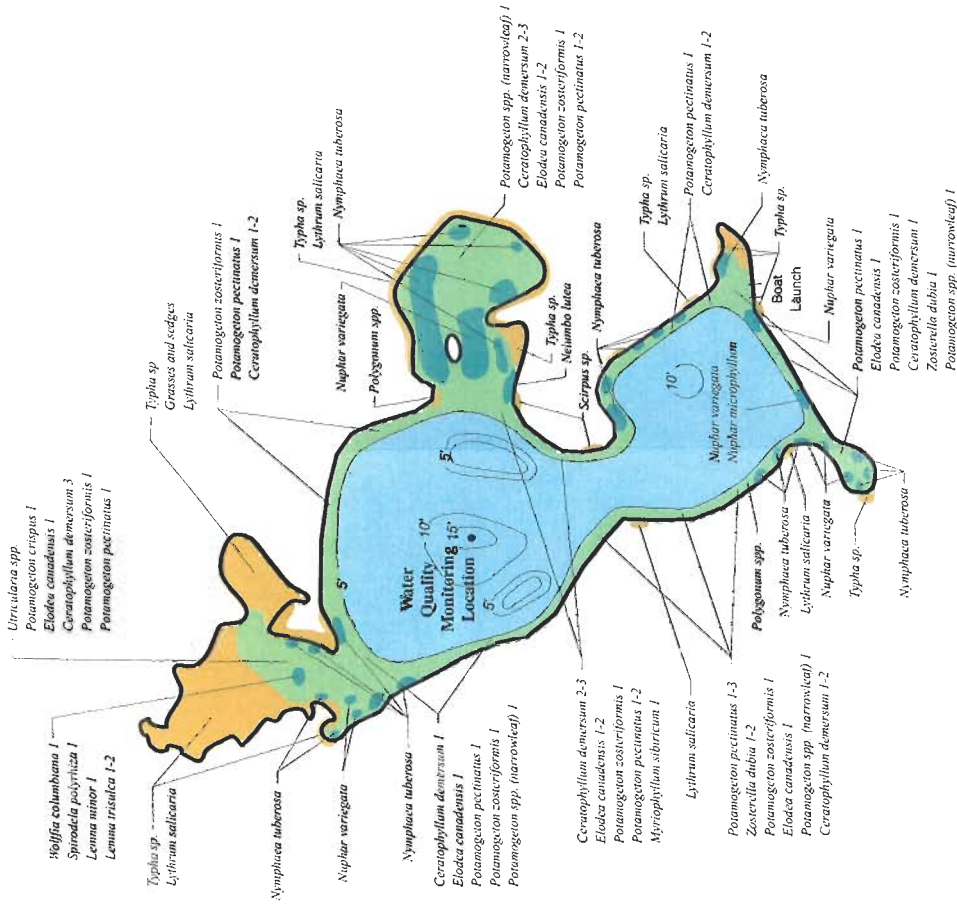 Utricularia spp.
Potamogeton crispus 1
Elodea canadensis 1
Ceratophyllum demersum 3
Potamogeton zosteriformis 1
Potamogeton pectinatus 1
Wolffia columbiana 1
Spirodela polyrhiza 1
Lemna minor 1
Lemna trisulca 1-2
Typha sp.
Lythrum salicaria
Nymphaea tuberosa
Nuphar variegata
Nymphaea tuberosa
Ceratophyllum demersum 1
Elodea canadensis 1
Potamogeton pectinatus 1
Potamogeton zosteriformis 1
Potamogeton spp. (narrowleaf) 1
Typha sp
Grasses and sedges
Lythrum salicaria
Potamogeton zosteriformis 1
Potamogeton pectinatus 1
Ceratophyllum demersum 1-2
Nuphar variegata
Polygonum spp.
Typha sp.
Lythrum salicaria
Nymphaea tuberosa
Potamogeton spp. (narrowleaf) 1
Ceratophyllum demersum 2-3
Elodea canadensis 1-2
Potamogeton zosteriformis 1
Potamogeton pectinatus 1-2
5'
Water
Quality
Monitoring
Location
10'
15'
5'
5'
Typha sp.
Nelumbo lutea
Scirpus sp.
Nymphaea tuberosa
Typha sp.
Lythrum salicaria
Potamogeton pectinatus 1
Ceratophyllum demersum 1-2
Nymphaea tuberosa
Typha sp.
Boat
Launch
10'
Nuphar variegata
Nuphar microphyllum
Nuphar variegata
Potamogeton pectinatus 1
Elodea canadensis 1
Potamogeton zosteriformis 1
Ceratophyllum demersum 1
Zosterella dubia 1
Potamogeton spp. (narrowleaf) 1
Ceratophyllum demersum 2-3
Elodea canadensis 1-2
Potamogeton zosteriformis 1
Potamogeton pectinatus 1-2
Myriophyllum sibiricum 1
Lythrum salicaria
Potamogeton pectinatus 1-3
Zosterella dubia 1-2
Potamogeton zosteriformis 1
Elodea canadensis 1
Potamogeton spp (narrowleaf) 1
Ceratophyllum demersum 1-2
Polygonum spp.
Nymphaea tuberosa
Lythrum salicaria
Nuphar variegata
Typha sp.
Nymphaea tuberosa